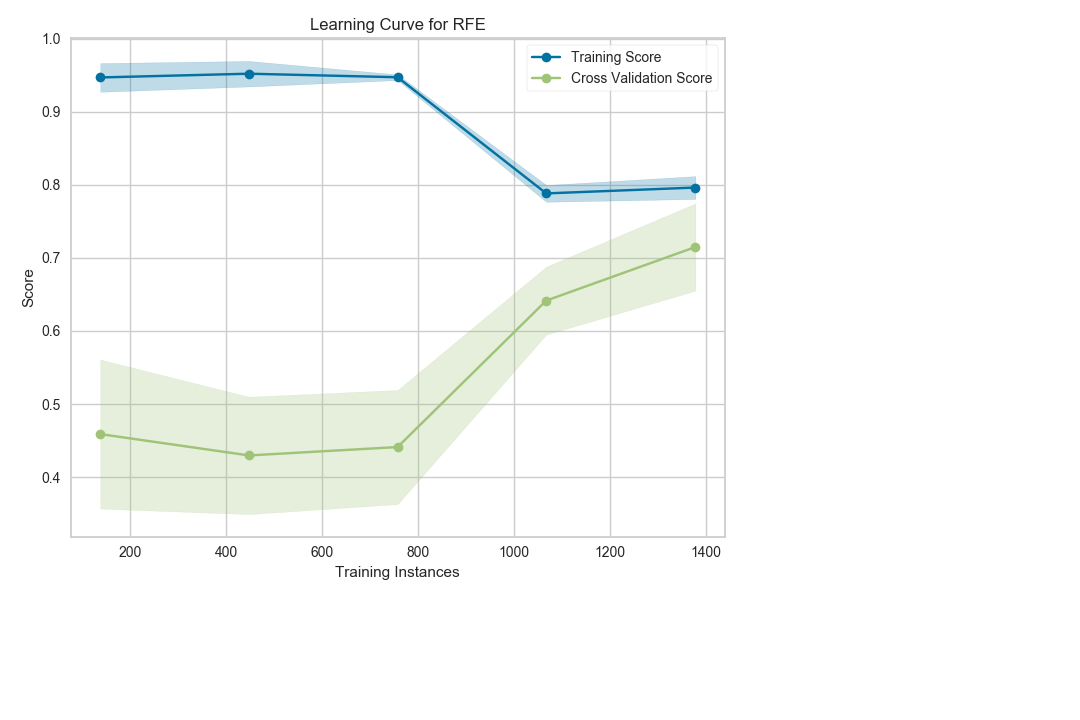 Learning Curve for RFE
1.0
0.9
0.8
0.7
0.6
0.5
0.4
Score
Training Score
Cross Validation Score
200 400 600 800 1000 1200 1400
Training Instances